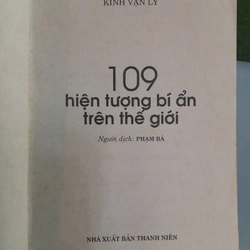 KINH VẠN LÝ
109
hiện tượng bí ẩn
trên thế giới
Người dịch: PHẠM BÁ
NHÀ XUẤT BẢN THANH NIÊN